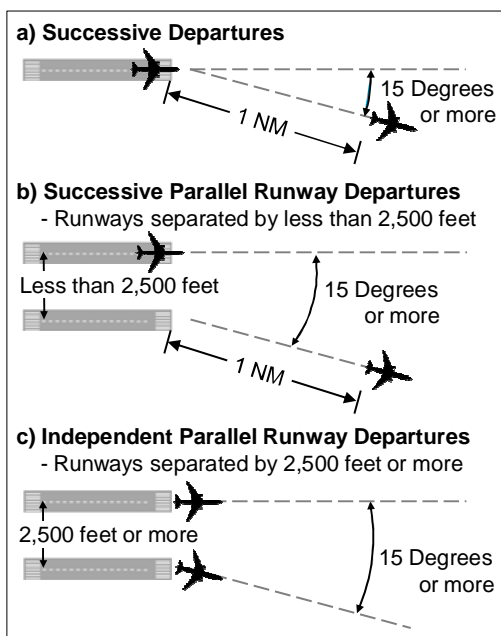 a) Successive Departures
15 Degrees
or more
1 NM
b) Successive Parallel Runway Departures
- Runways separated by less than 2,500 feet
Less than 2,500 feet
15 Degrees
or more
1 NM
c) Independent Parallel Runway Departures
- Runways separated by 2,500 feet or more
2,500 feet or more
15 Degrees
or more